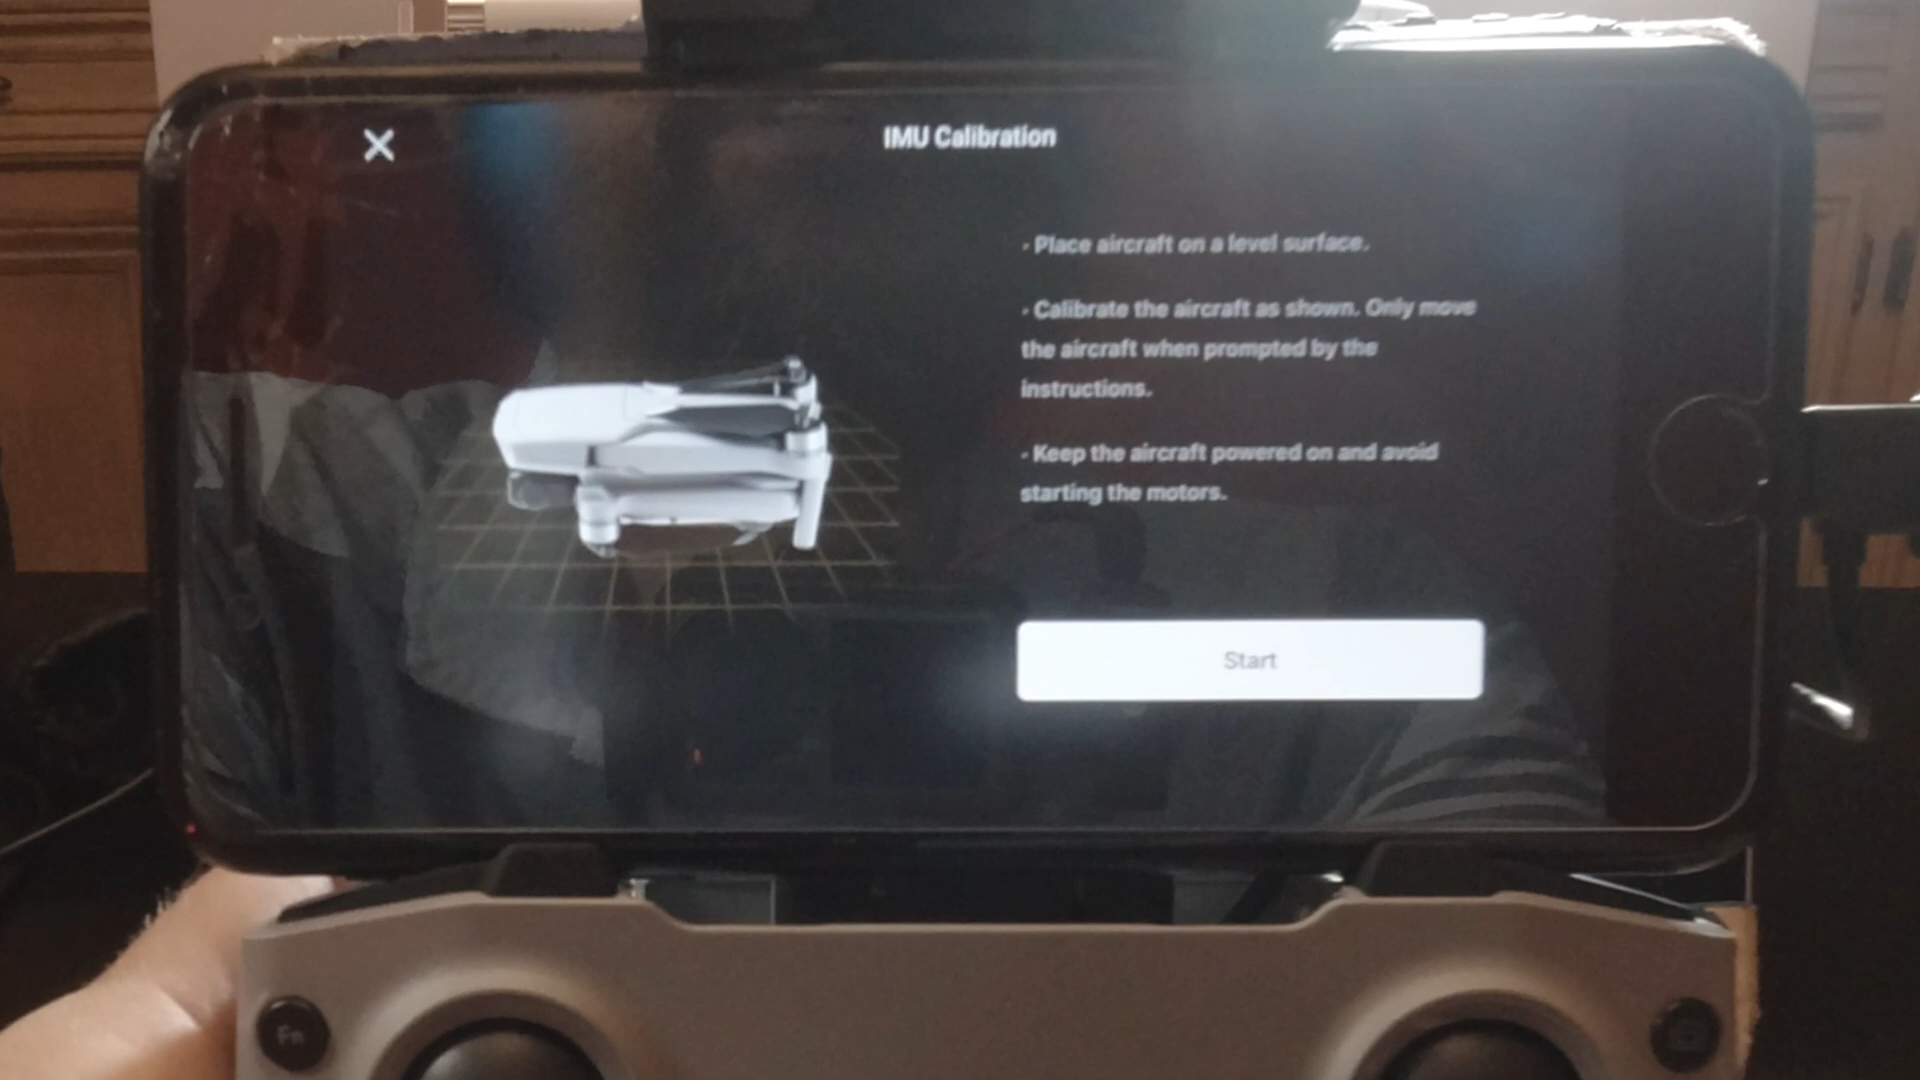 IMU Calibration
· Place aircraft on a level surface.
· Calibrate the aircraft as shown. Only move
the aircraft when prompted by the
instructions.
· Keep the aircraft powered on and avoid
starting the motors.
Start
Fn